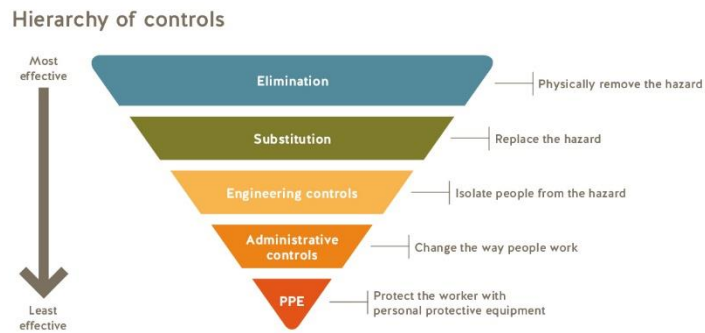 Hierarchy of controls
Most
effective
Elimination
Physically remove the hazard
Substitution
Replace the hazard
Engineering controls
Isolate people from the hazard
Administrative
controls
Change the way people work
PPE
Protect the worker with
personal protective equipment
Least
effective